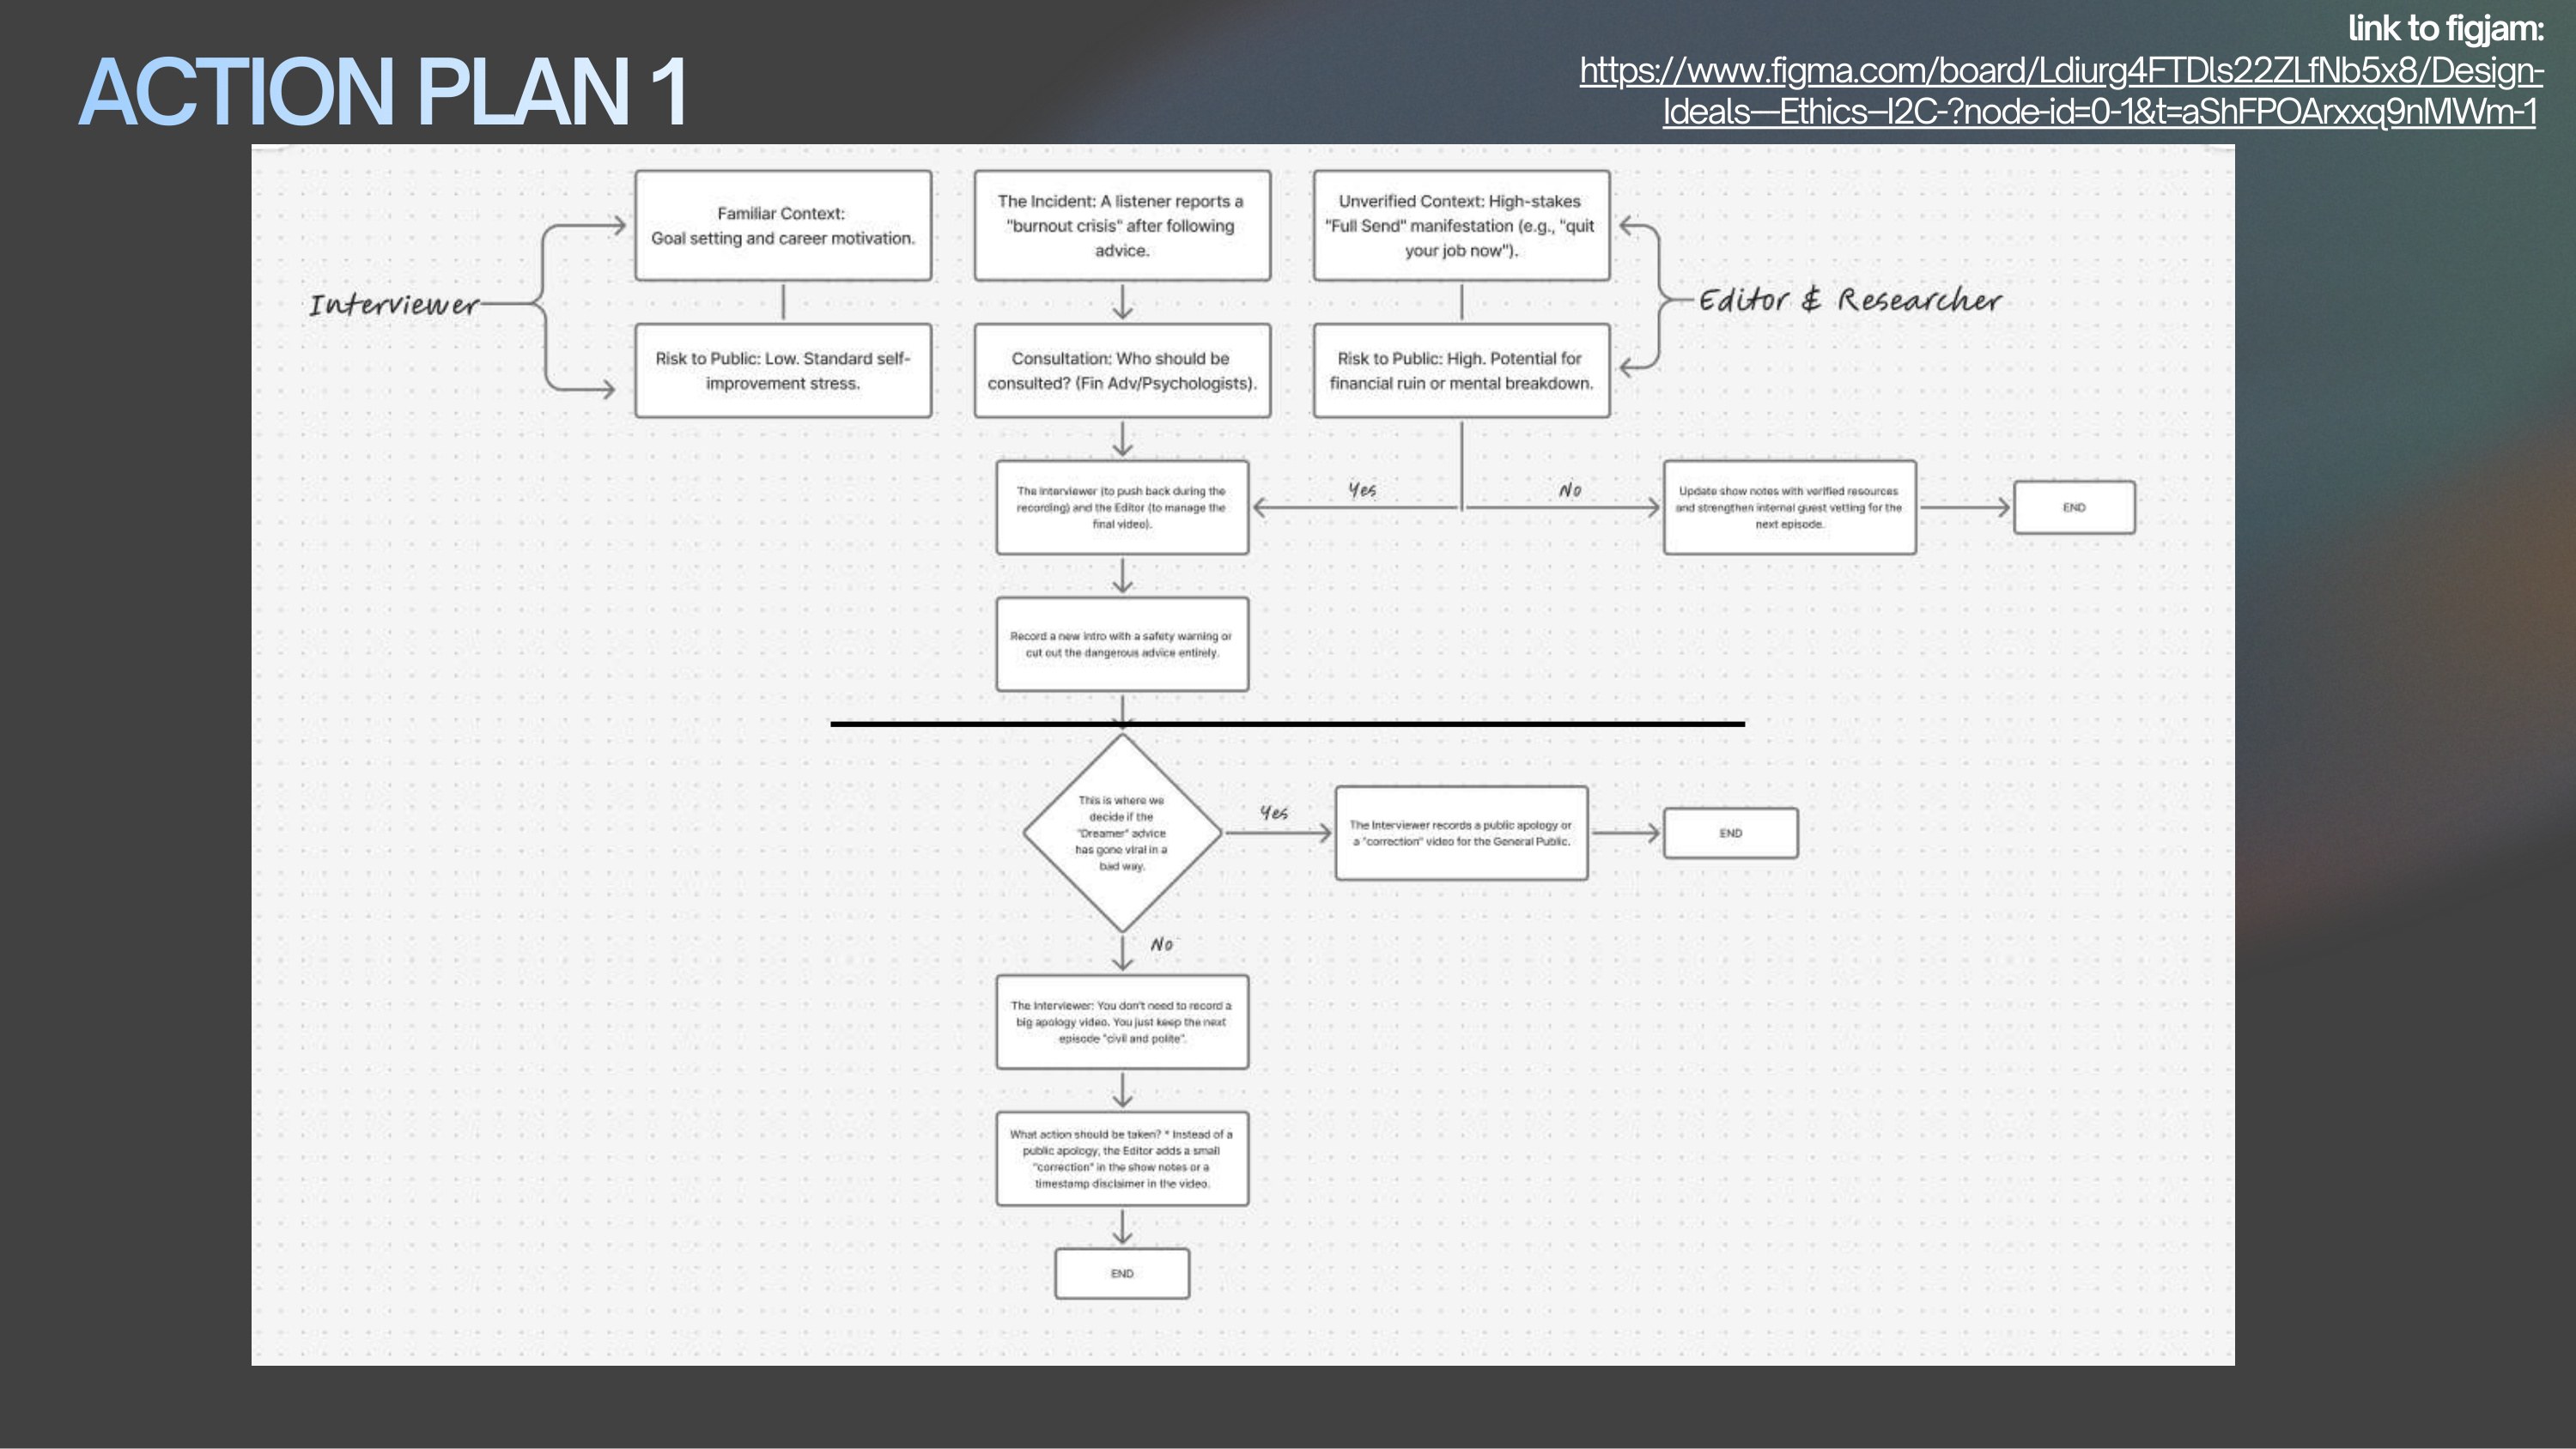 ACTION PLAN 1
link to figjam:
https://www.figma.com/board/Ldiurg4FTDls22ZLfNb5x8/Design-
Ideals—Ethics—I2C-?node-id=0-1&t=aShFPOArxxq9nMWm-1
Familiar Context:
Goal setting and career motivation.
The Incident: A listener reports a
"burnout crisis" after following
advice.
Unverified Context: High-stakes
"Full Send" manifestation (e.g., "quit
your job now").
Interviewer
Editor & Researcher
Risk to Public: Low. Standard self-
improvement stress.
Consultation: Who should be
consulted? (Fin Adv/Psychologists).
Risk to Public: High. Potential for
financial ruin or mental breakdown.
The Interviewer (to push back during the
recording) and the Editor (to manage the
final video).
Yes
No
Update show notes with verified resources
and strengthen internal guest vetting for the
next episode.
END
Record a new intro with a safety warning or
cut out the dangerous advice entirely.
This is where we
decide if the
"Dreamer" advice
has gone viral in a
bad way.
Yes
The Interviewer records a public apology or
a "correction" video for the General Public.
END
No
The Interviewer: You don't need to record a
big apology video. You just keep the next
episode "civil and polite".
What action should be taken? * Instead of a
public apology, the Editor adds a small
"correction" in the show notes or a
timestamp disclaimer in the video.
END